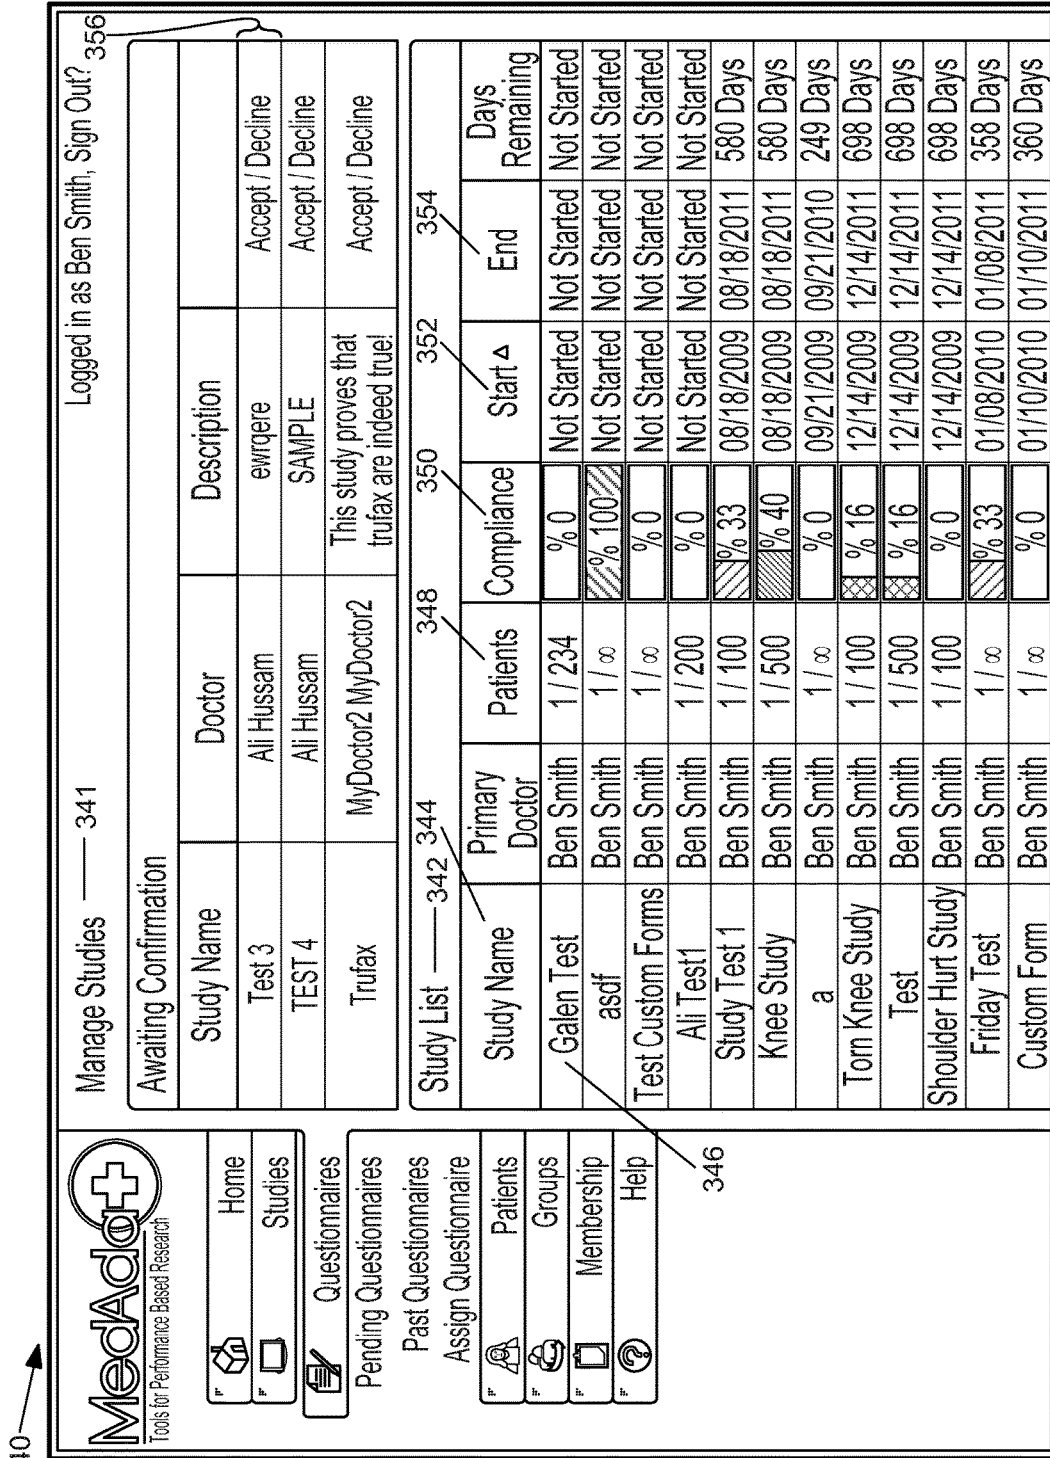 40
MedAda
Tools for Performance Based Research
Home
Studies
Questionnaires
Pending Questionnaires
Past Questionnaires
Assign Questionnaire
Patients
Groups
Membership
Help
Manage Studies 341
Logged in as Ben Smith, Sign Out?
356
Awaiting Confirmation
Study Name Doctor Description
Test 3 Ali Hussam ewrqere Accept / Decline
TEST 4 Ali Hussam SAMPLE Accept / Decline
Trufax MyDoctor2 MyDoctor2 This study proves that trufax are indeed true! Accept / Decline
Study List 342 344 348 350 352 354
Study Name Primary Doctor Patients Compliance Start Δ End Days Remaining
Galen Test Ben Smith 1 / 234 % 0 Not Started Not Started Not Started
asdf Ben Smith 1 / ∞ % 100 Not Started Not Started Not Started
Test Custom Forms Ben Smith 1 / ∞ % 0 Not Started Not Started Not Started
Ali Test1 Ben Smith 1 / 200 % 0 Not Started Not Started Not Started
Study Test 1 Ben Smith 1 / 100 % 33 08/18/2009 08/18/2011 580 Days
Knee Study Ben Smith 1 / 500 % 40 08/18/2009 08/18/2011 580 Days
a Ben Smith 1 / ∞ % 0 09/21/2009 09/21/2010 249 Days
Torn Knee Study Ben Smith 1 / 100 % 16 12/14/2009 12/14/2011 698 Days
Test Ben Smith 1 / 500 % 16 12/14/2009 12/14/2011 698 Days
Shoulder Hurt Study Ben Smith 1 / 100 % 0 12/14/2009 12/14/2011 698 Days
Friday Test Ben Smith 1 / ∞ % 33 01/08/2010 01/08/2011 358 Days
Custom Form Ben Smith 1 / ∞ % 0 01/10/2010 01/10/2011 360 Days
346